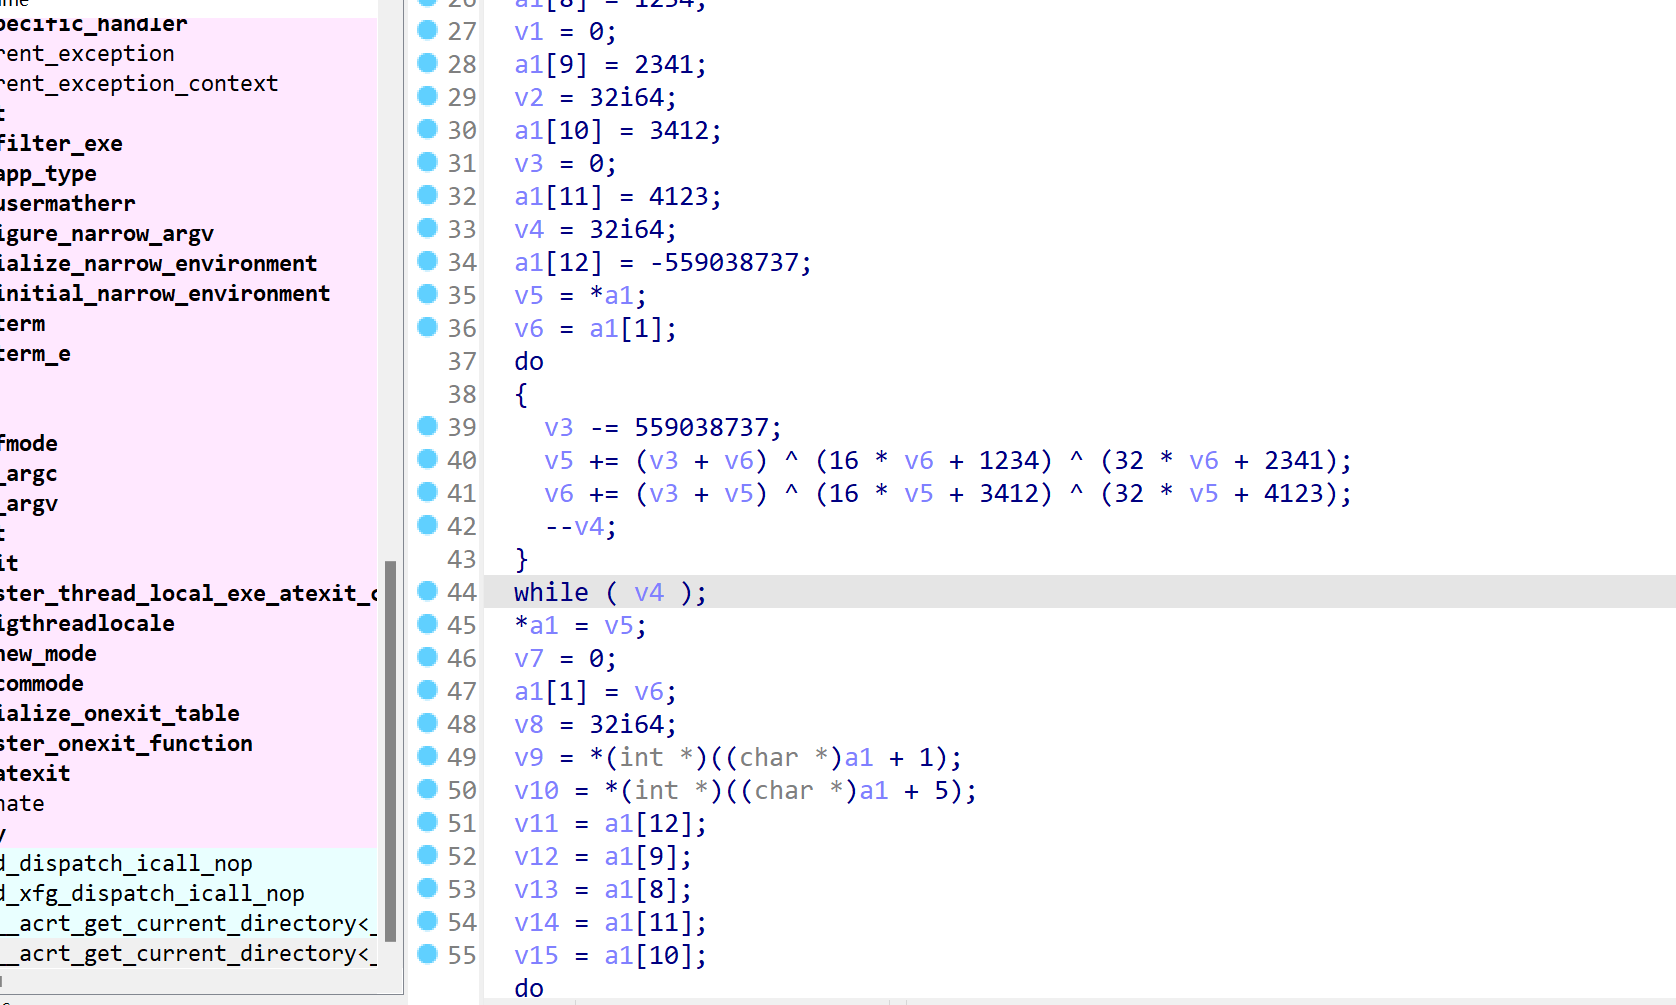 pecific_handler
rent_exception
rent_exception_context
t
filter_exe
app_type
usermatherr
igure_narrow_argv
ialize_narrow_environment
initial_narrow_environment
term
term_e
fmode
_argc
_argv
t
it
ster_thread_local_exe_atexit_c
igthreadlocale
new_mode
commode
ialize_onexit_table
ster_onexit_function
atexit
nate
y
d_dispatch_icall_nop
d_xfg_dispatch_icall_nop
__acrt_get_current_directory<_
__acrt_get_current_directory<_
26 a1[8] = 1234;
27 v1 = 0;
28 a1[9] = 2341;
29 v2 = 32i64;
30 a1[10] = 3412;
31 v3 = 0;
32 a1[11] = 4123;
33 v4 = 32i64;
34 a1[12] = -559038737;
35 v5 = *a1;
36 v6 = a1[1];
37 do
38 {
39 v3 -= 559038737;
40 v5 += (v3 + v6) ^ (16 * v6 + 1234) ^ (32 * v6 + 2341);
41 v6 += (v3 + v5) ^ (16 * v5 + 3412) ^ (32 * v5 + 4123);
42 --v4;
43 }
44 while ( v4 );
45 *a1 = v5;
46 v7 = 0;
47 a1[1] = v6;
48 v8 = 32i64;
49 v9 = *(int *)((char *)a1 + 1);
50 v10 = *(int *)((char *)a1 + 5);
51 v11 = a1[12];
52 v12 = a1[9];
53 v13 = a1[8];
54 v14 = a1[11];
55 v15 = a1[10];
do